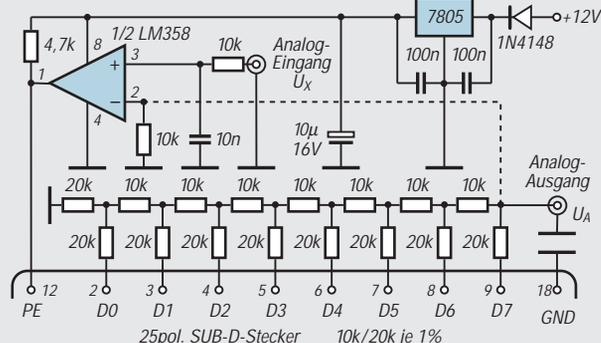 7805
+12V
1N4148
100n 100n
1/2 LM358
4,7k
8
3
10k
Analog-
Eingang
UX
1
+
−
2
4
10k
10n
10µ
16V
20k 10k 10k 10k 10k 10k 10k 10k
Analog-
Ausgang
UA
20k 20k 20k 20k 20k 20k 20k 20k
12 2 3 4 5 6 7 8 9 18
PE D0 D1 D2 D3 D4 D5 D6 D7 GND
25pol. SUB-D-Stecker 10k/20k je 1%